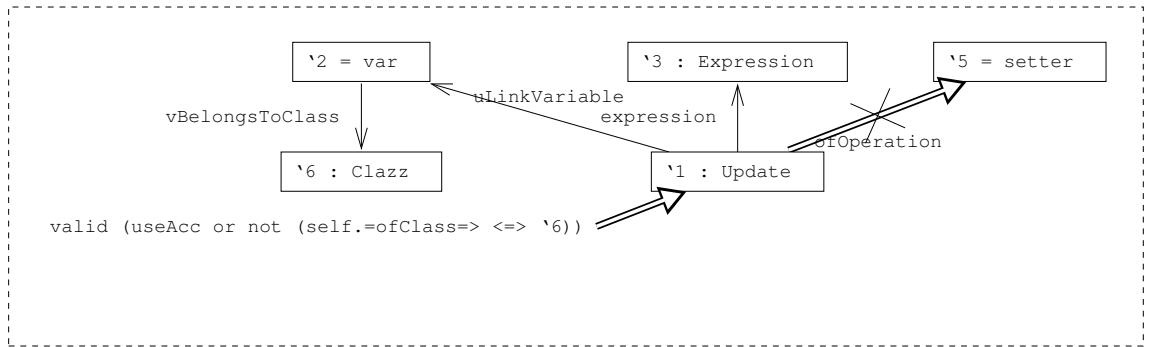 ‵2 = var
‵3 : Expression
‵5 = setter
uLinkVariable
vBelongsToClass
expression
ofOperation
‵6 : Clazz
‵1 : Update
valid (useAcc or not (self.=ofClass=> <=> ‵6))